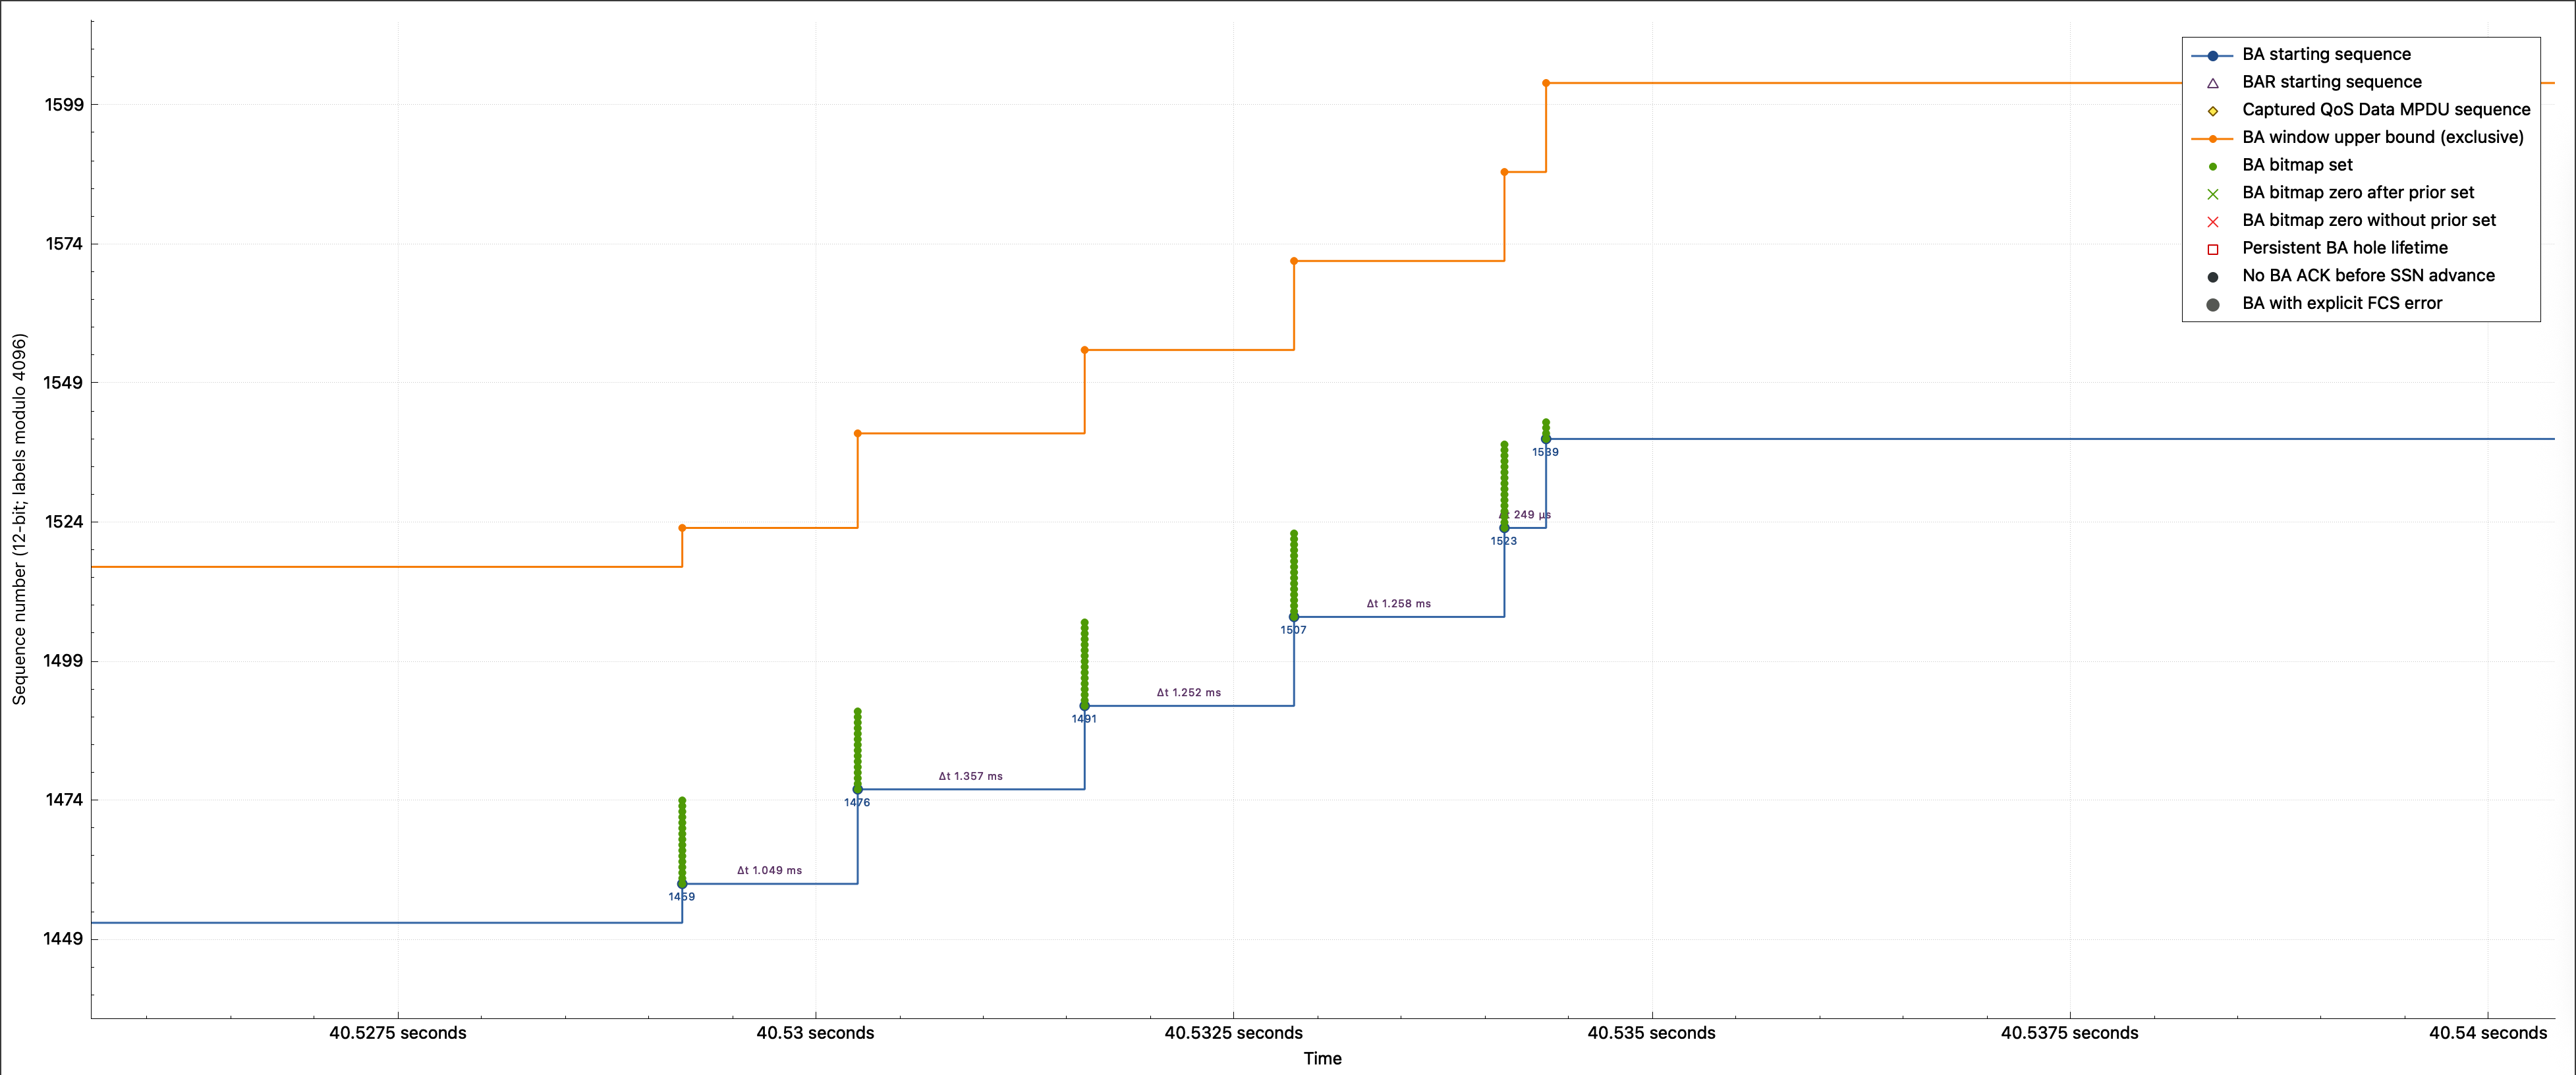 BA starting sequence
BAR starting sequence
Captured QoS Data MPDU sequence
BA window upper bound (exclusive)
BA bitmap set
BA bitmap zero after prior set
BA bitmap zero without prior set
Persistent BA hole lifetime
No BA ACK before SSN advance
BA with explicit FCS error
Sequence number (12-bit; labels modulo 4096)
1599
1574
1549
1524
1499
1474
1449
1539
Δt 249 µs
1523
Δt 1.258 ms
1507
Δt 1.252 ms
1491
Δt 1.357 ms
1476
Δt 1.049 ms
1459
40.5275 seconds
40.53 seconds
40.5325 seconds
40.535 seconds
40.5375 seconds
40.54 seconds
Time